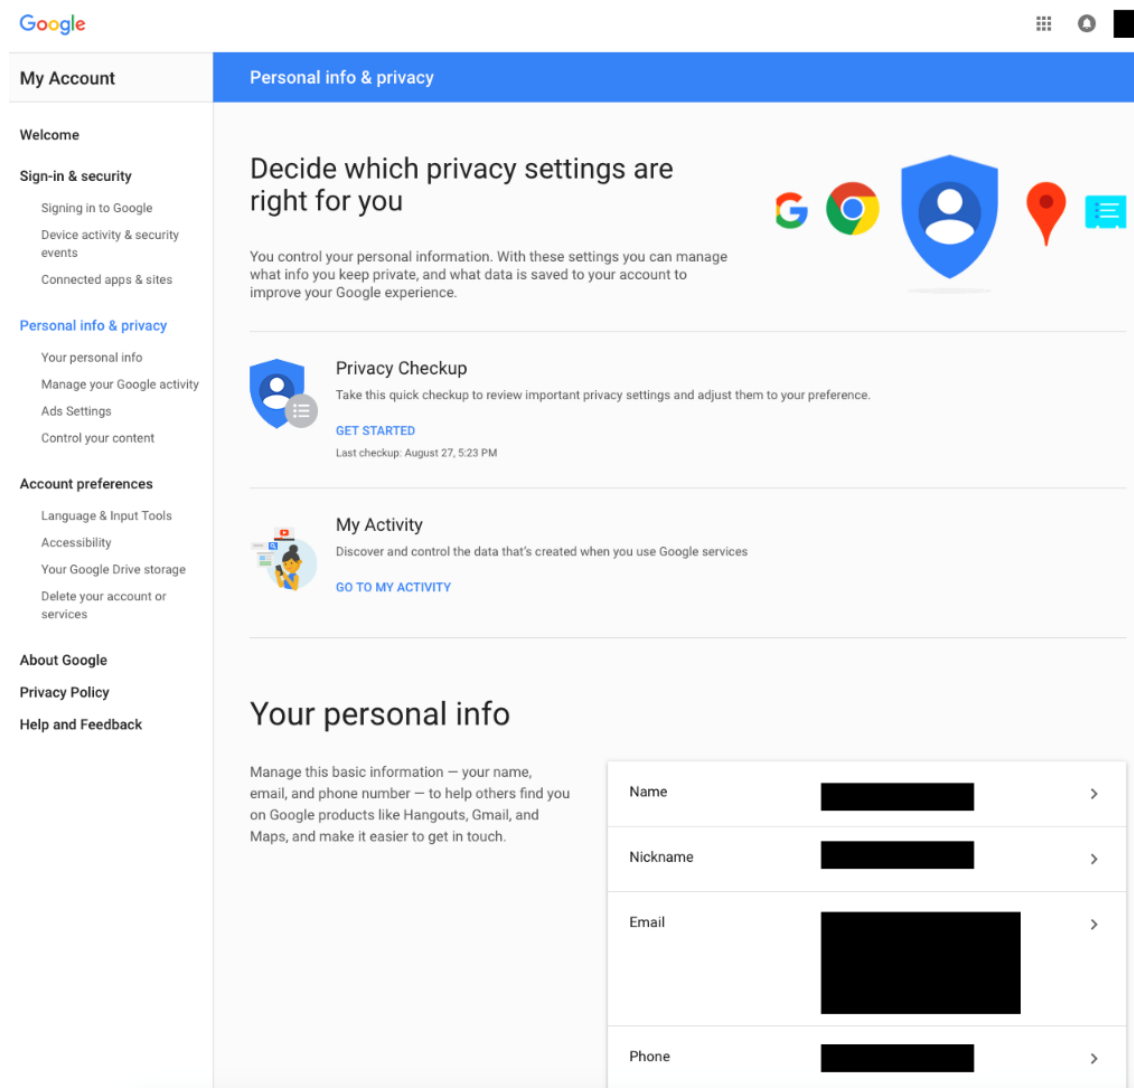 Google
My Account
Personal info & privacy
Welcome
Sign-in & security
Signing in to Google
Device activity & security
events
Connected apps & sites
Personal info & privacy
Your personal info
Manage your Google activity
Ads Settings
Control your content
Account preferences
Language & Input Tools
Accessibility
Your Google Drive storage
Delete your account or
services
About Google
Privacy Policy
Help and Feedback
Decide which privacy settings are
right for you
You control your personal information. With these settings you can manage
what info you keep private, and what data is saved to your account to
improve your Google experience.
Privacy Checkup
Take this quick checkup to review important privacy settings and adjust them to your preference.
GET STARTED
Last checkup: August 27, 5:23 PM
My Activity
Discover and control the data that's created when you use Google services
GO TO MY ACTIVITY
Your personal info
Manage this basic information — your name,
email, and phone number — to help others find you
on Google products like Hangouts, Gmail, and
Maps, and make it easier to get in touch.
Name
Nickname
Email
Phone